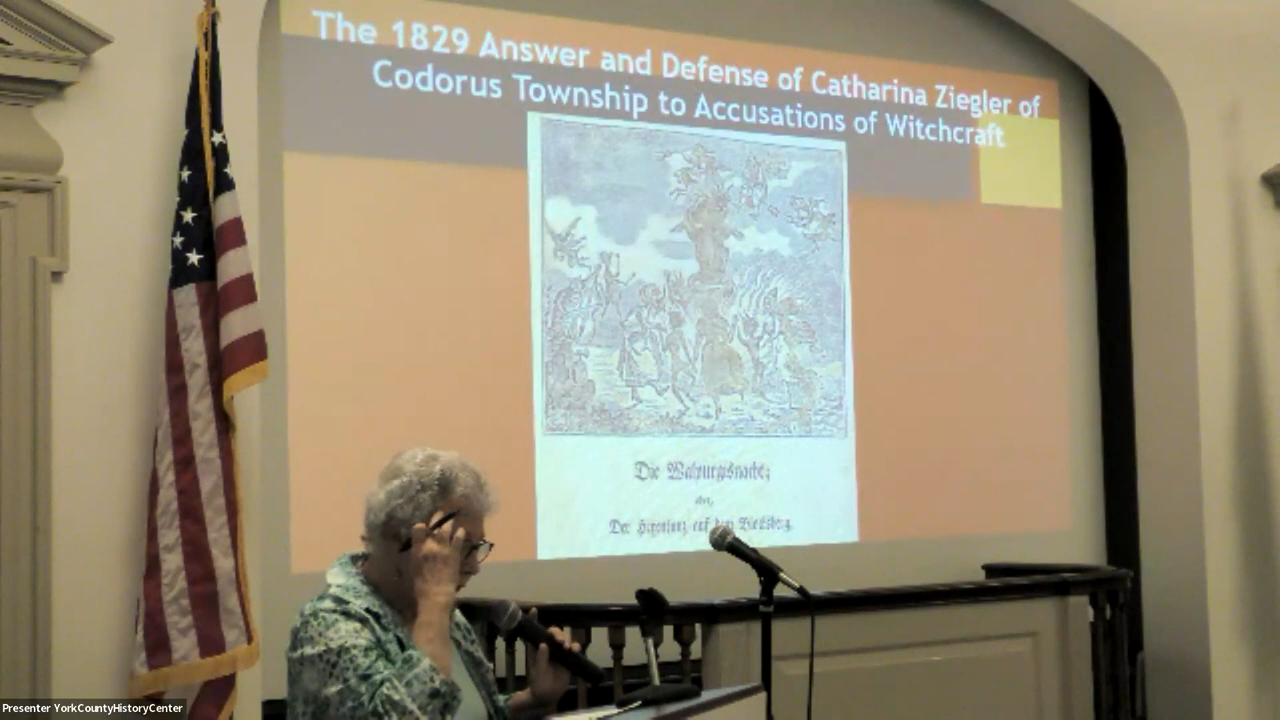 The 1829 Answer and Defense of Catharina Ziegler of
Codorus Township to Accusations of Witchcraft
Die Walpurgisnacht;
oder,
Der Hexentanz auf dem Blocksberg.
Presenter YorkCountyHistoryCenter